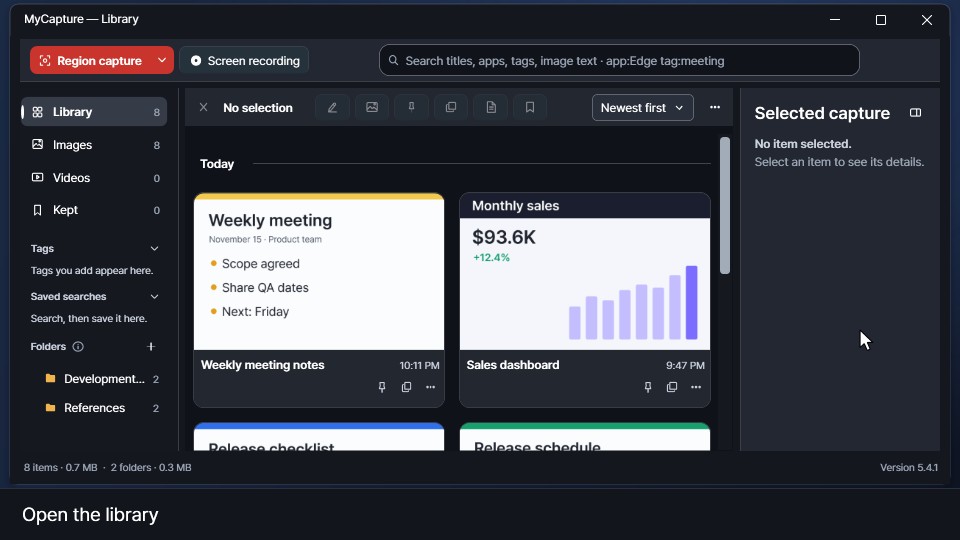 MyCapture — Library
Region capture
Screen recording
Search titles, apps, tags, image text · app:Edge tag:meeting
Library 8
Images 8
Videos 0
Kept 0
Tags
Tags you add appear here.
Saved searches
Search, then save it here.
Folders
Development... 2
References 2
No selection
Newest first
Today
Weekly meeting
November 15 · Product team
Scope agreed
Share QA dates
Next: Friday
Weekly meeting notes 10:11 PM
Monthly sales
$93.6K
+12.4%
Sales dashboard 9:47 PM
Release checklist
Release schedule
Selected capture
No item selected.
Select an item to see its details.
8 items · 0.7 MB · 2 folders · 0.3 MB
Version 5.4.1
Open the library